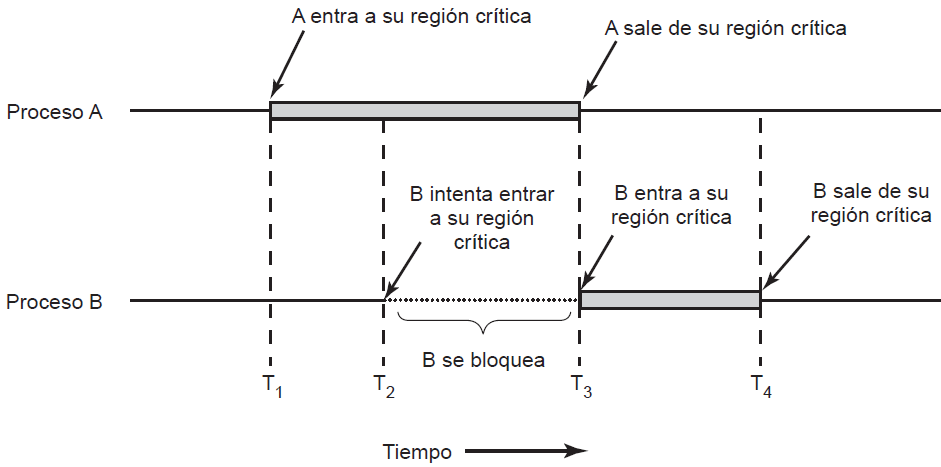 A entra a su región crítica
A sale de su región crítica
Proceso A
B intenta entrar
a su región
crítica
B entra a su
región crítica
B sale de su
región crítica
Proceso B
B se bloquea
T1
T2
T3
T4
Tiempo